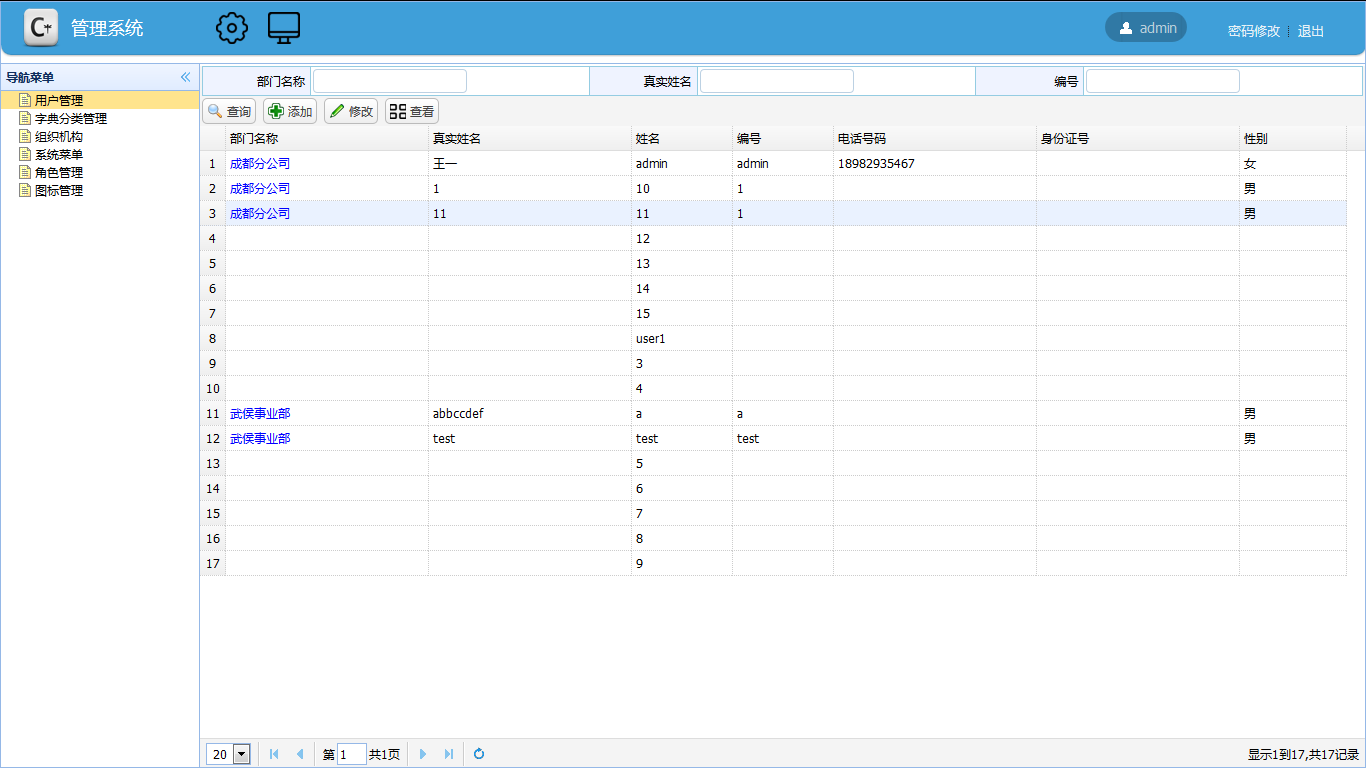 C+ 管理系统 admin 密码修改 | 退出
导航菜单
用户管理
字典分类管理
组织机构
系统菜单
角色管理
图标管理
部门名称 真实姓名 编号
查询 添加 修改 查看
部门名称 真实姓名 姓名 编号 电话号码 身份证号 性别
1 成都分公司 王一 admin admin 18982935467 女
2 成都分公司 1 10 1 男
3 成都分公司 11 11 1 男
4 12
5 13
6 14
7 15
8 user1
9 3
10 4
11 武侯事业部 abbccdef a a 男
12 武侯事业部 test test test 男
13 5
14 6
15 7
16 8
17 9
20 第 1 共1页 显示1到17,共17记录